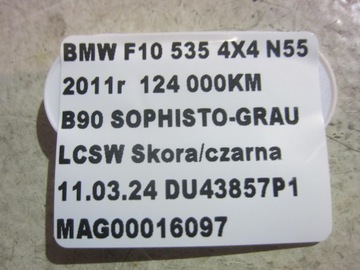 BMW F10 535 4X4 N55
2011r 124 000KM
B90 SOPHISTO-GRAU
LCSW Skora/czarna
11.03.24 DU43857P1
MAG00016097